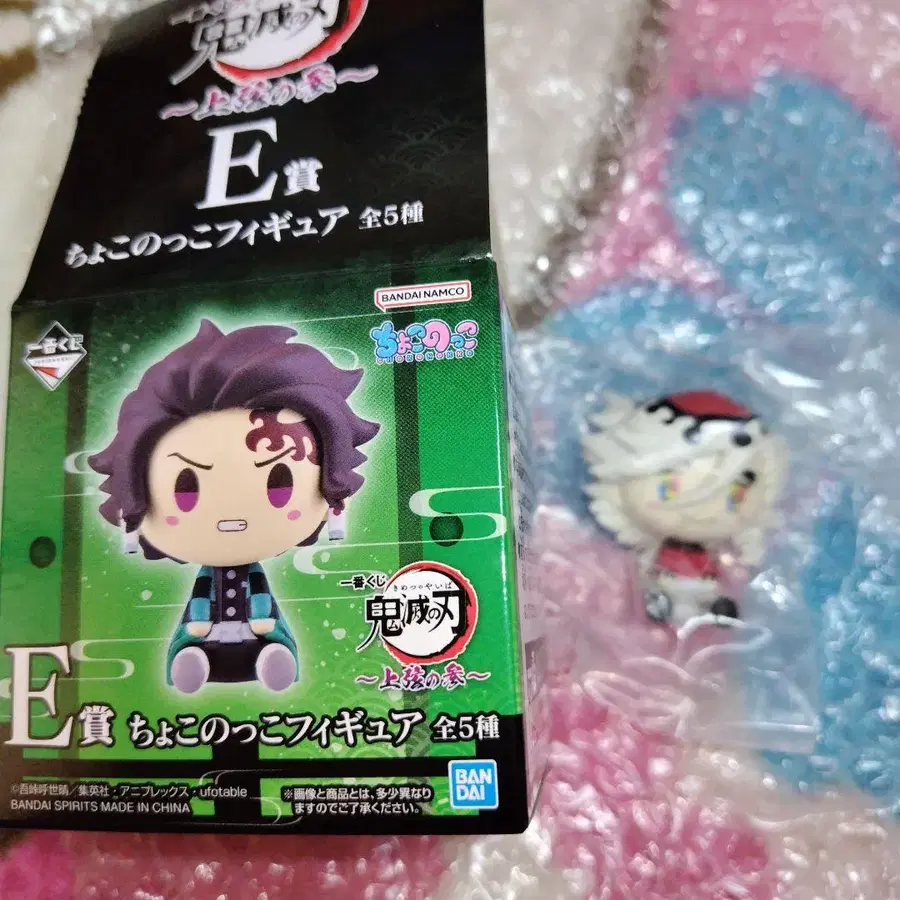 鬼滅の刃
〜上弦の参〜
E賞
ちょこのっこフィギュア 全5種
BANDAI NAMCO
一番くじ
ちょこのっこ
CHOKONOKKO
一番くじ
きめつのやいば
鬼滅の刃
〜上弦の参〜
E賞 ちょこのっこフィギュア 全5種
©吾峠呼世晴/集英社・アニプレックス・ufotable
BANDAI SPIRITS MADE IN CHINA
※画像と商品とは、多少異なり
ますのでご了承ください。
BAN
DAI